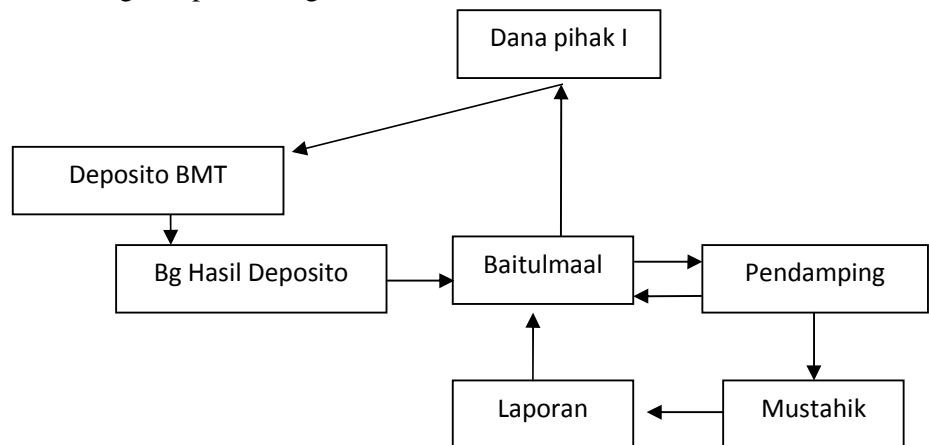 Dana pihak I
Deposito BMT
Bg Hasil Deposito
Baitulmaal
Pendamping
Laporan
Mustahik